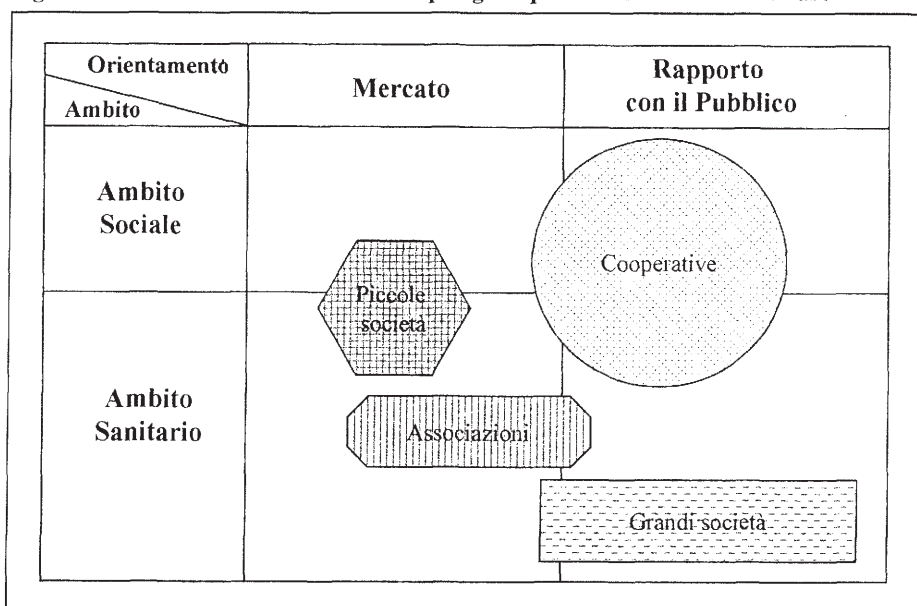 Orientamento
Ambito
Mercato
Rapporto
con il Pubblico
Ambito
Sociale
Cooperative
Piccole
società
Ambito
Sanitario
Associazioni
Grandi società